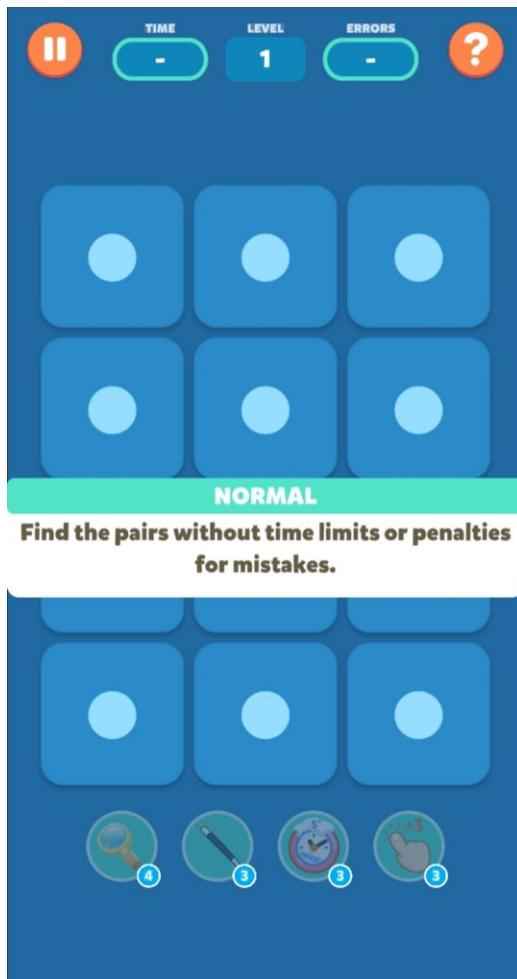 TIME
LEVEL
ERRORS
-
1
-
?
NORMAL
Find the pairs without time limits or penalties
for mistakes.
5"
+3
4
3
3
3